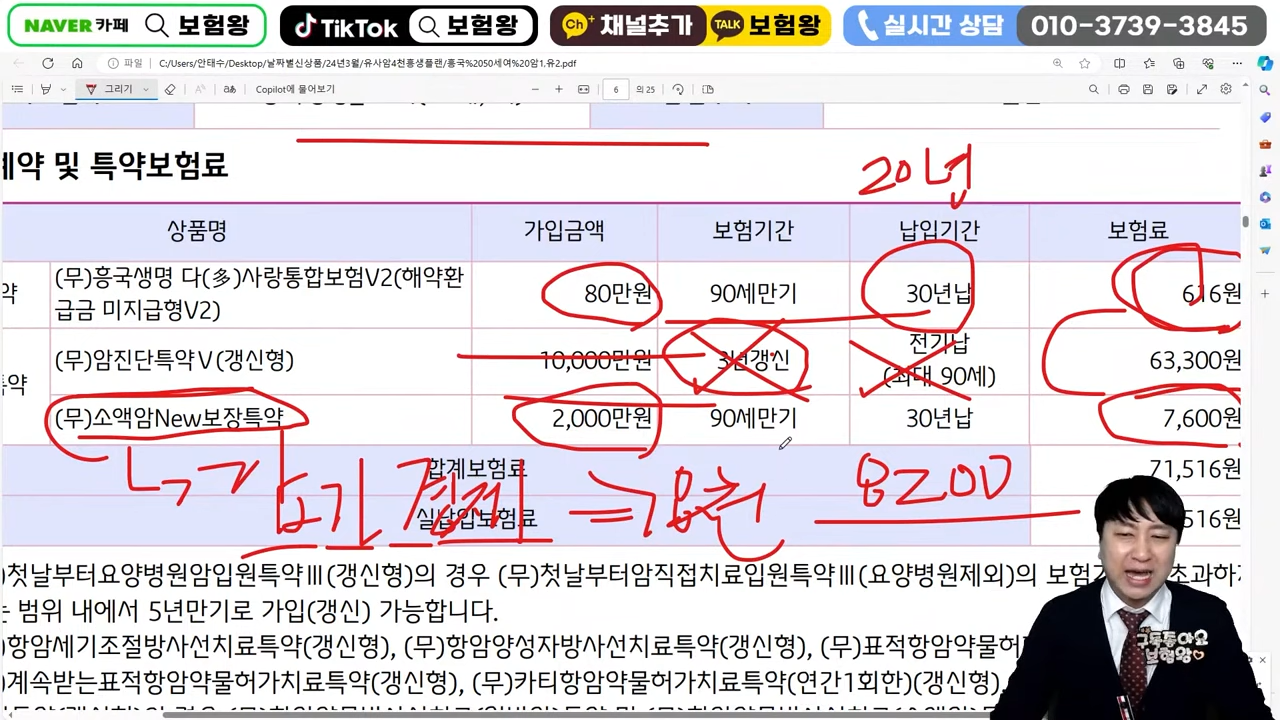 NAVER 카페 보험왕 TikTok 보험왕 Ch+ 채널추가 TALK 보험왕 실시간 상담 010-3739-3845
파일 C:/Users/안태수/Desktop/날짜별신상품/24년3월/유사암4천흥생플랜/흥국%2050세여%20암1,유2.pdf
그리기 Copilot에 물어보기 6 의 25
계약 및 특약보험료
20년
상품명 가입금액 보험기간 납입기간 보험료
약 (무)흥국생명 다(多)사랑통합보험V2(해약환급금 미지급형V2) 80만원 90세만기 30년납 616원
특약 (무)암진단특약Ⅴ(갱신형) 10,000만원 3년갱신 전기납 (최대 90세) 63,300원
(무)소액암New보장특약 2,000만원 90세만기 30년납 7,600원
합계보험료 71,516원
8200
실납입보험료 516원
)첫날부터요양병원암입원특약Ⅲ(갱신형)의 경우 (무)첫날부터암직접치료입원특약Ⅲ(요양병원제외)의 보험기 초과하지
는 범위 내에서 5년만기로 가입(갱신) 가능합니다.
)항암세기조절방사선치료특약(갱신형), (무)항암양성자방사선치료특약(갱신형), (무)표적항암약물허가
)계속받는표적항암약물허가치료특약(갱신형), (무)카티항암약물허가치료특약(연간1회한)(갱신형),
구독좋아요
보험왕